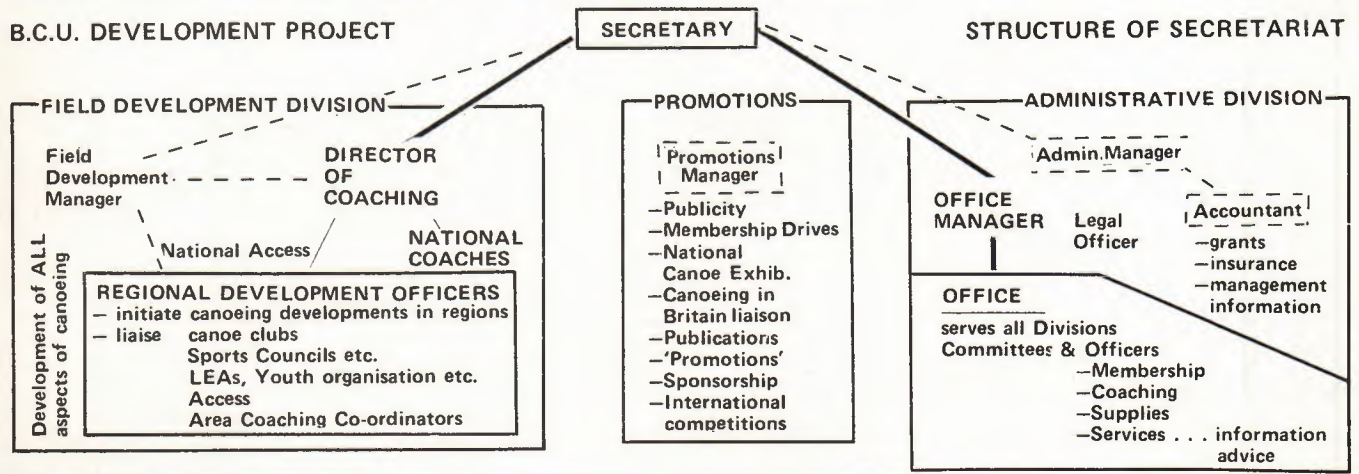 B.C.U. DEVELOPMENT PROJECT
SECRETARY
STRUCTURE OF SECRETARIAT
FIELD DEVELOPMENT DIVISION
Field
Development
Manager
DIRECTOR
OF
COACHING
National Access
NATIONAL
COACHES
Development of ALL
aspects of canoeing
REGIONAL DEVELOPMENT OFFICERS
– initiate canoeing developments in regions
– liaise canoe clubs
Sports Councils etc.
LEAs, Youth organisation etc.
Access
Area Coaching Co-ordinators
PROMOTIONS
Promotions
Manager
–Publicity
–Membership Drives
–National
Canoe Exhib.
–Canoeing in
Britain liaison
–Publications
–'Promotions'
–Sponsorship
–International
competitions
ADMINISTRATIVE DIVISION
Admin.Manager
OFFICE
MANAGER
Legal
Officer
Accountant
–grants
–insurance
–management
information
OFFICE
serves all Divisions
Committees & Officers
–Membership
–Coaching
–Supplies
–Services . . . information
advice